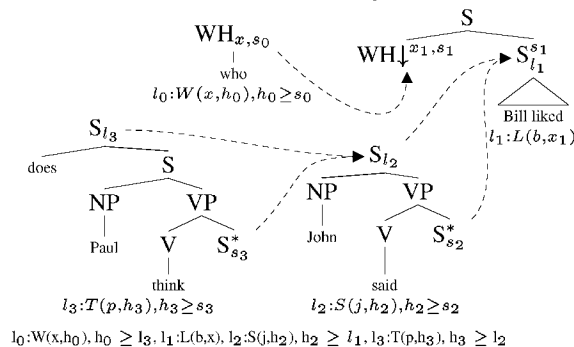 S
WH_{x,s_0} WH↓^{x_1,s_1} S^{s_1}_{l_1}
who
l_0:W(x,h_0),h_0≥s_0
Bill liked
l_1:L(b,x_1)
S_{l_3}
does S
NP VP
Paul V S^*_{s_3}
think
l_3:T(p,h_3),h_3≥s_3
S_{l_2}
NP VP
John V S^*_{s_2}
said
l_2:S(j,h_2),h_2≥s_2
l_0:W(x,h_0), h_0 ≥ l_3, l_1:L(b,x), l_2:S(j,h_2), h_2 ≥ l_1, l_3:T(p,h_3), h_3 ≥ l_2